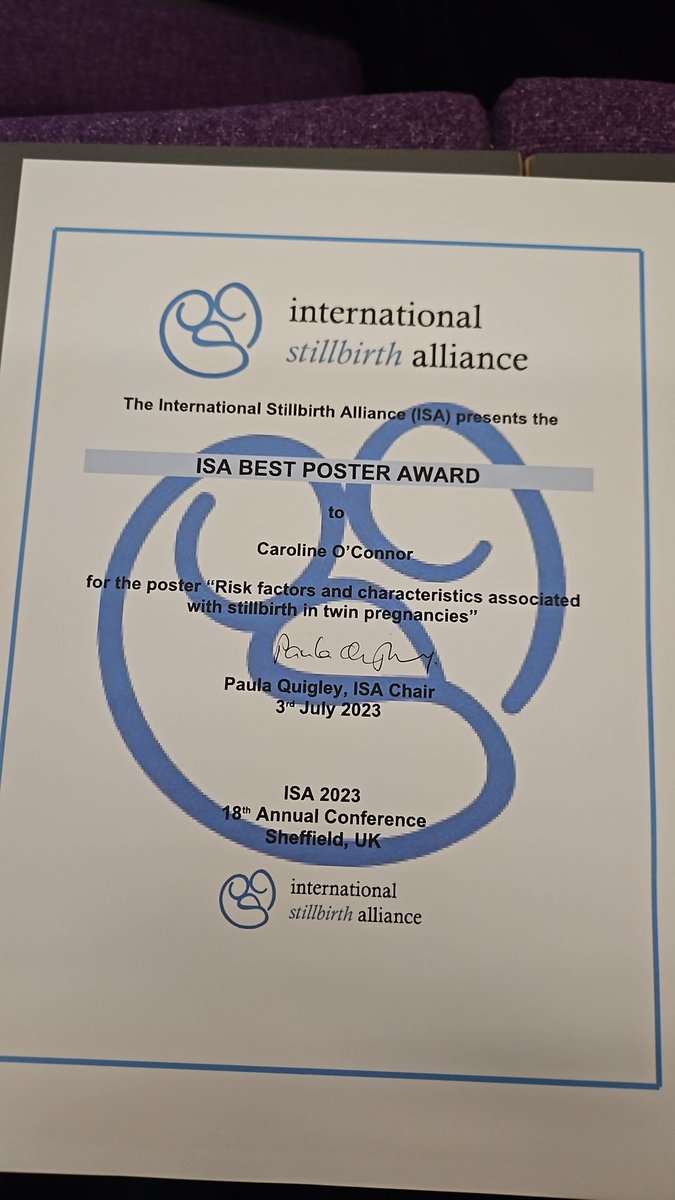 international
stillbirth alliance
The International Stillbirth Alliance (ISA) presents the
ISA BEST POSTER AWARD
to
Caroline O’Connor
for the poster “Risk factors and characteristics associated
with stillbirth in twin pregnancies”
Paula Quigley
Paula Quigley, ISA Chair
3rd July 2023
ISA 2023
18th Annual Conference
Sheffield, UK
international
stillbirth alliance